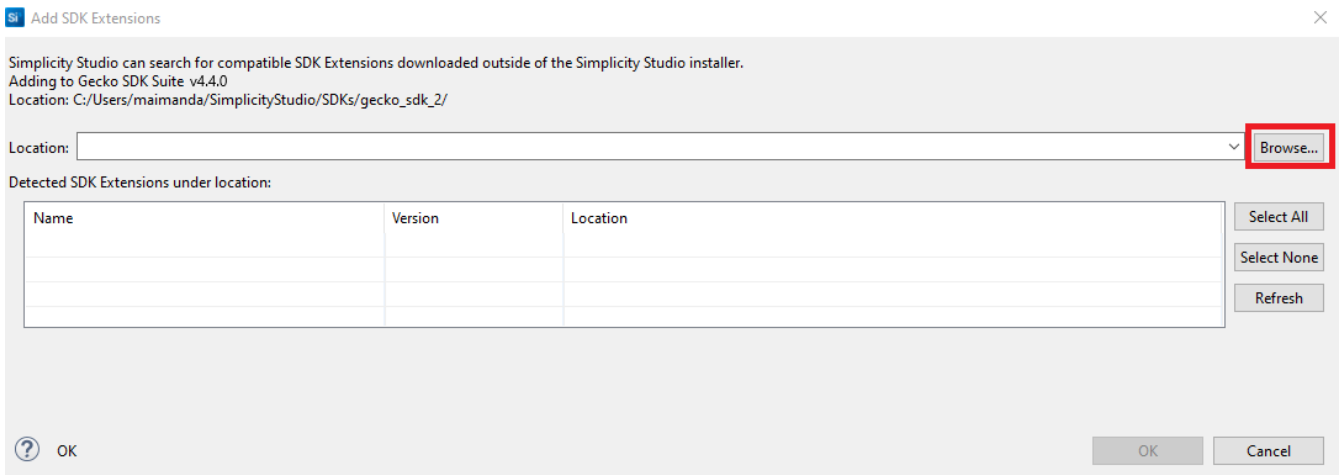 Si
Add SDK Extensions
Simplicity Studio can search for compatible SDK Extensions downloaded outside of the Simplicity Studio installer.
Adding to Gecko SDK Suite v4.4.0
Location: C:/Users/maimanda/SimplicityStudio/SDKs/gecko_sdk_2/
Location: Browse...
Detected SDK Extensions under location:
Name Version Location
Select All
Select None
Refresh
? OK OK Cancel